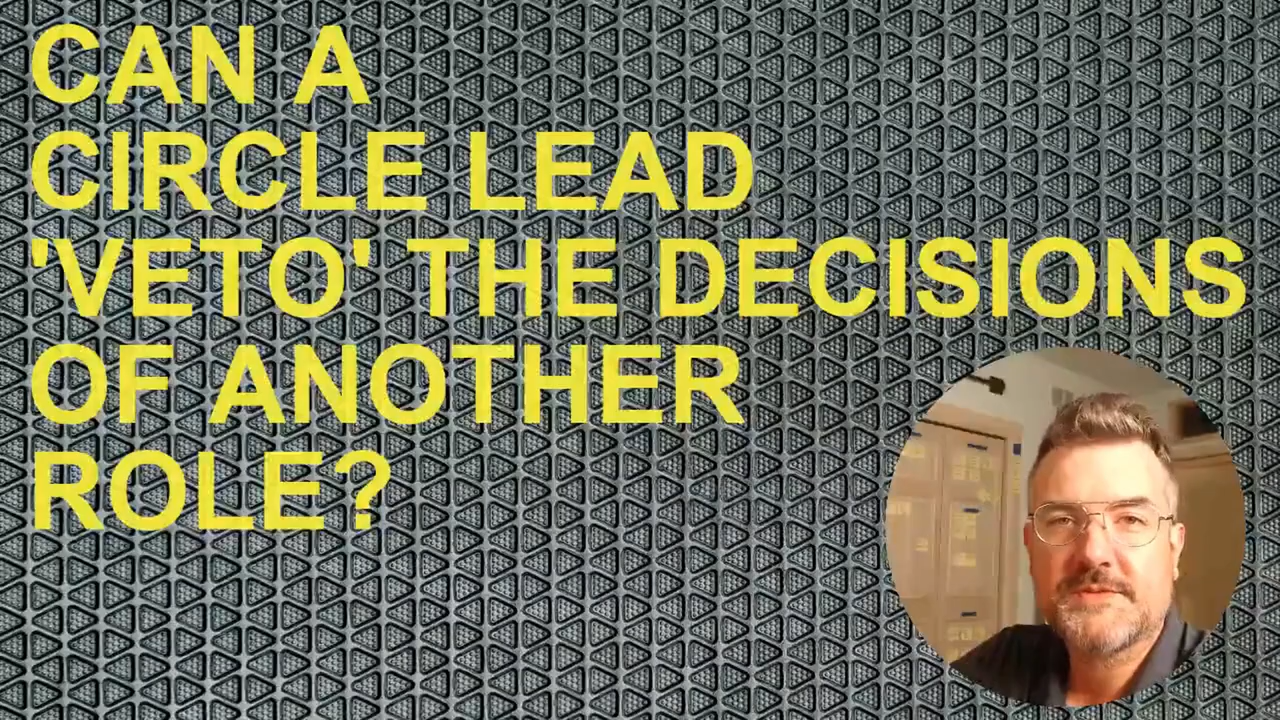 CAN A
CIRCLE LEAD
'VETO' THE DECISIONS
OF ANOTHER
ROLE?